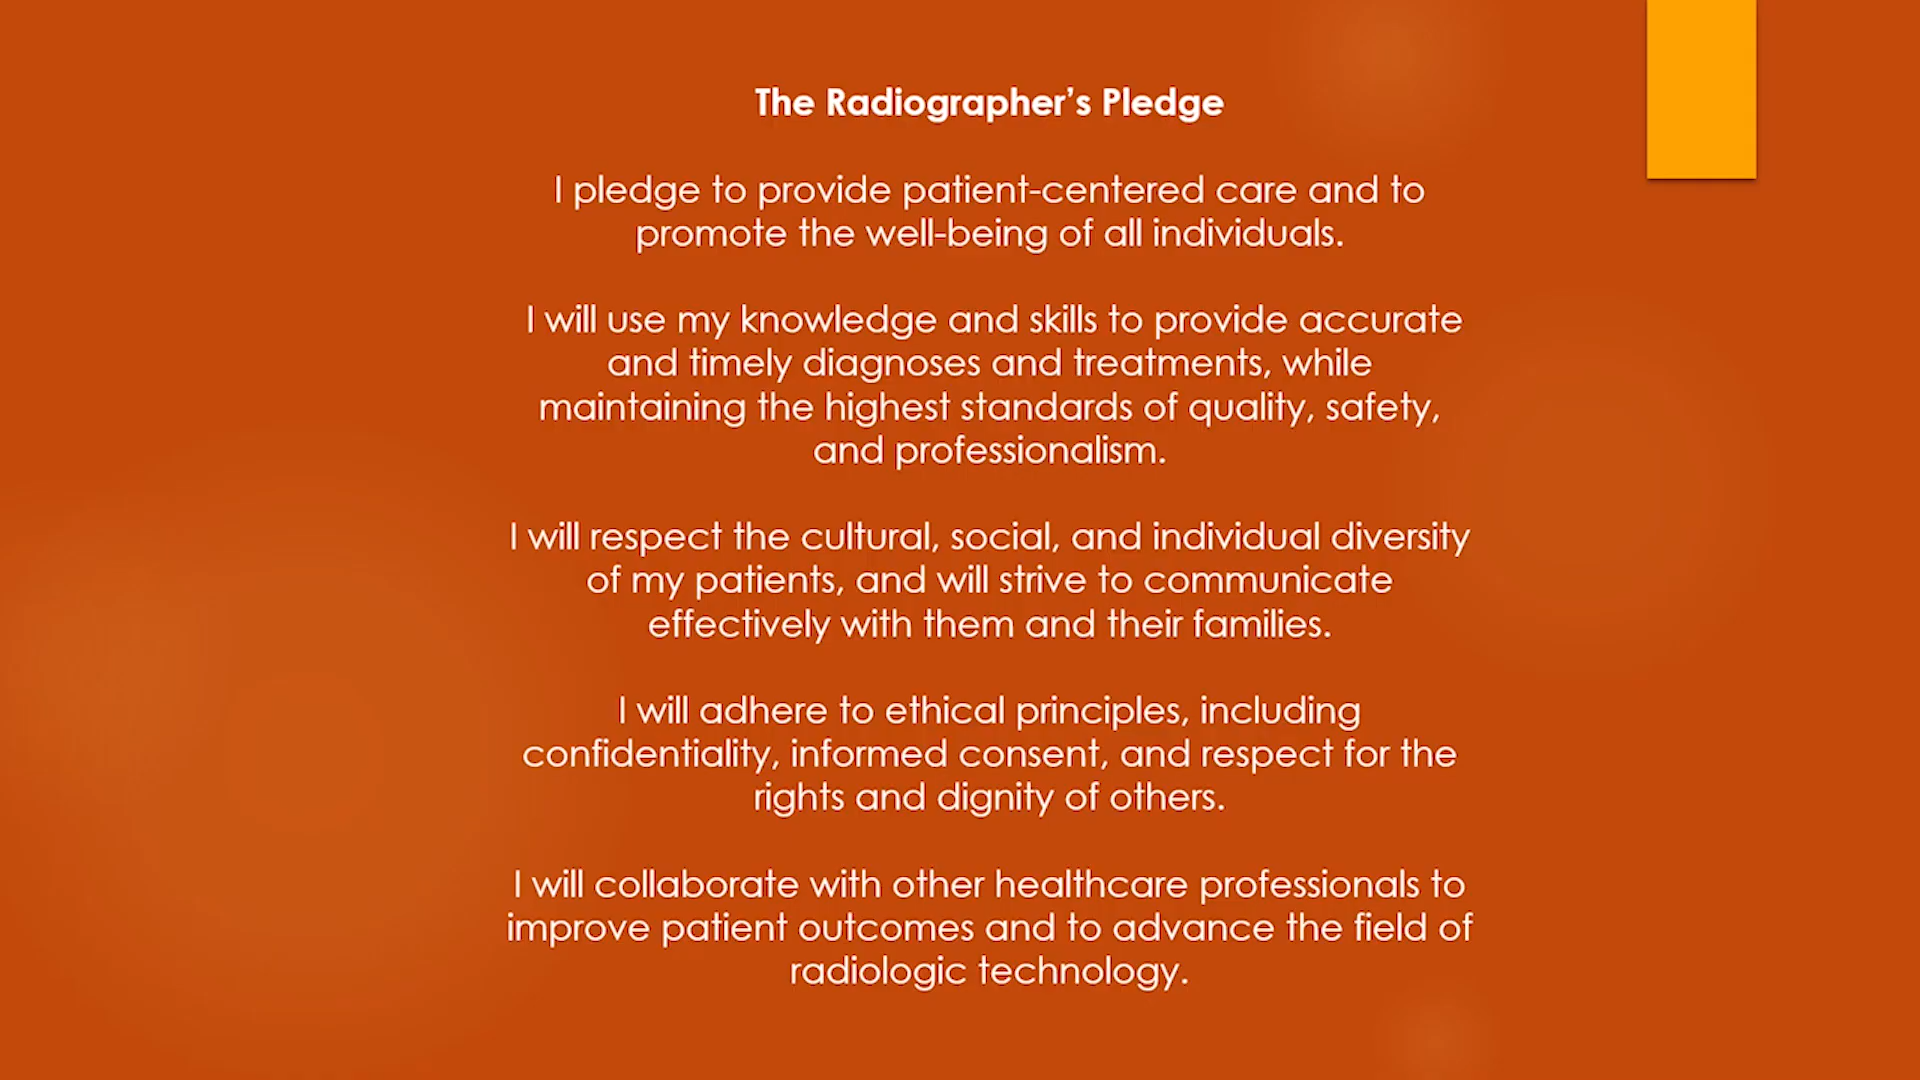 The Radiographer’s Pledge
I pledge to provide patient-centered care and to
promote the well-being of all individuals.
I will use my knowledge and skills to provide accurate
and timely diagnoses and treatments, while
maintaining the highest standards of quality, safety,
and professionalism.
I will respect the cultural, social, and individual diversity
of my patients, and will strive to communicate
effectively with them and their families.
I will adhere to ethical principles, including
confidentiality, informed consent, and respect for the
rights and dignity of others.
I will collaborate with other healthcare professionals to
improve patient outcomes and to advance the field of
radiologic technology.